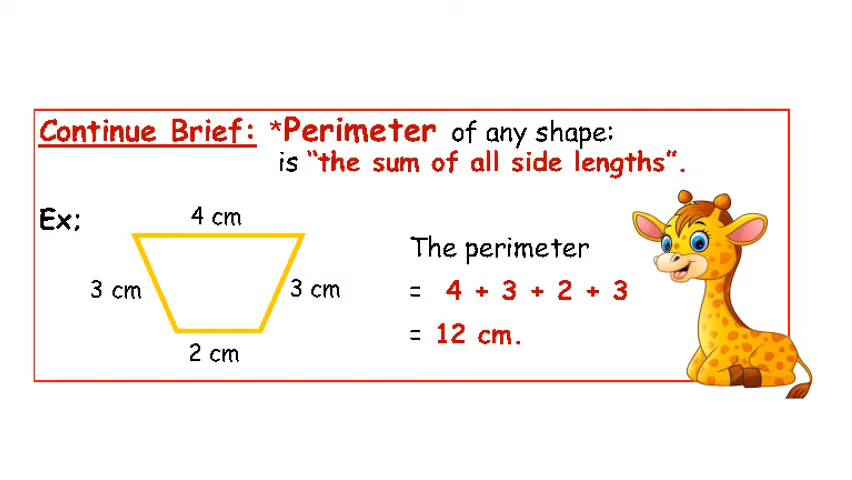 Continue Brief: *Perimeter of any shape:
is “the sum of all side lengths”.
Ex;
4 cm
3 cm
3 cm
2 cm
The perimeter
= 4 + 3 + 2 + 3
= 12 cm.